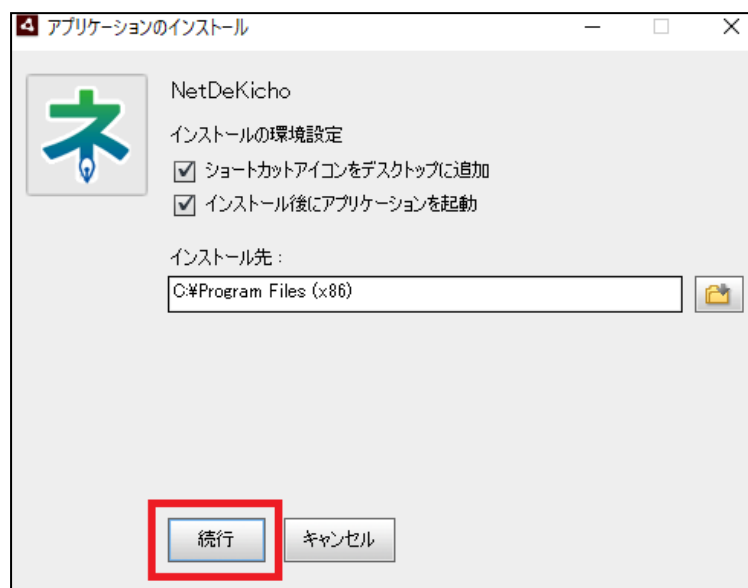 アプリケーションのインストール
NetDeKicho
インストールの環境設定
ショートカットアイコンをデスクトップに追加
インストール後にアプリケーションを起動
インストール先 :
C:¥Program Files (x86)
続行
キャンセル